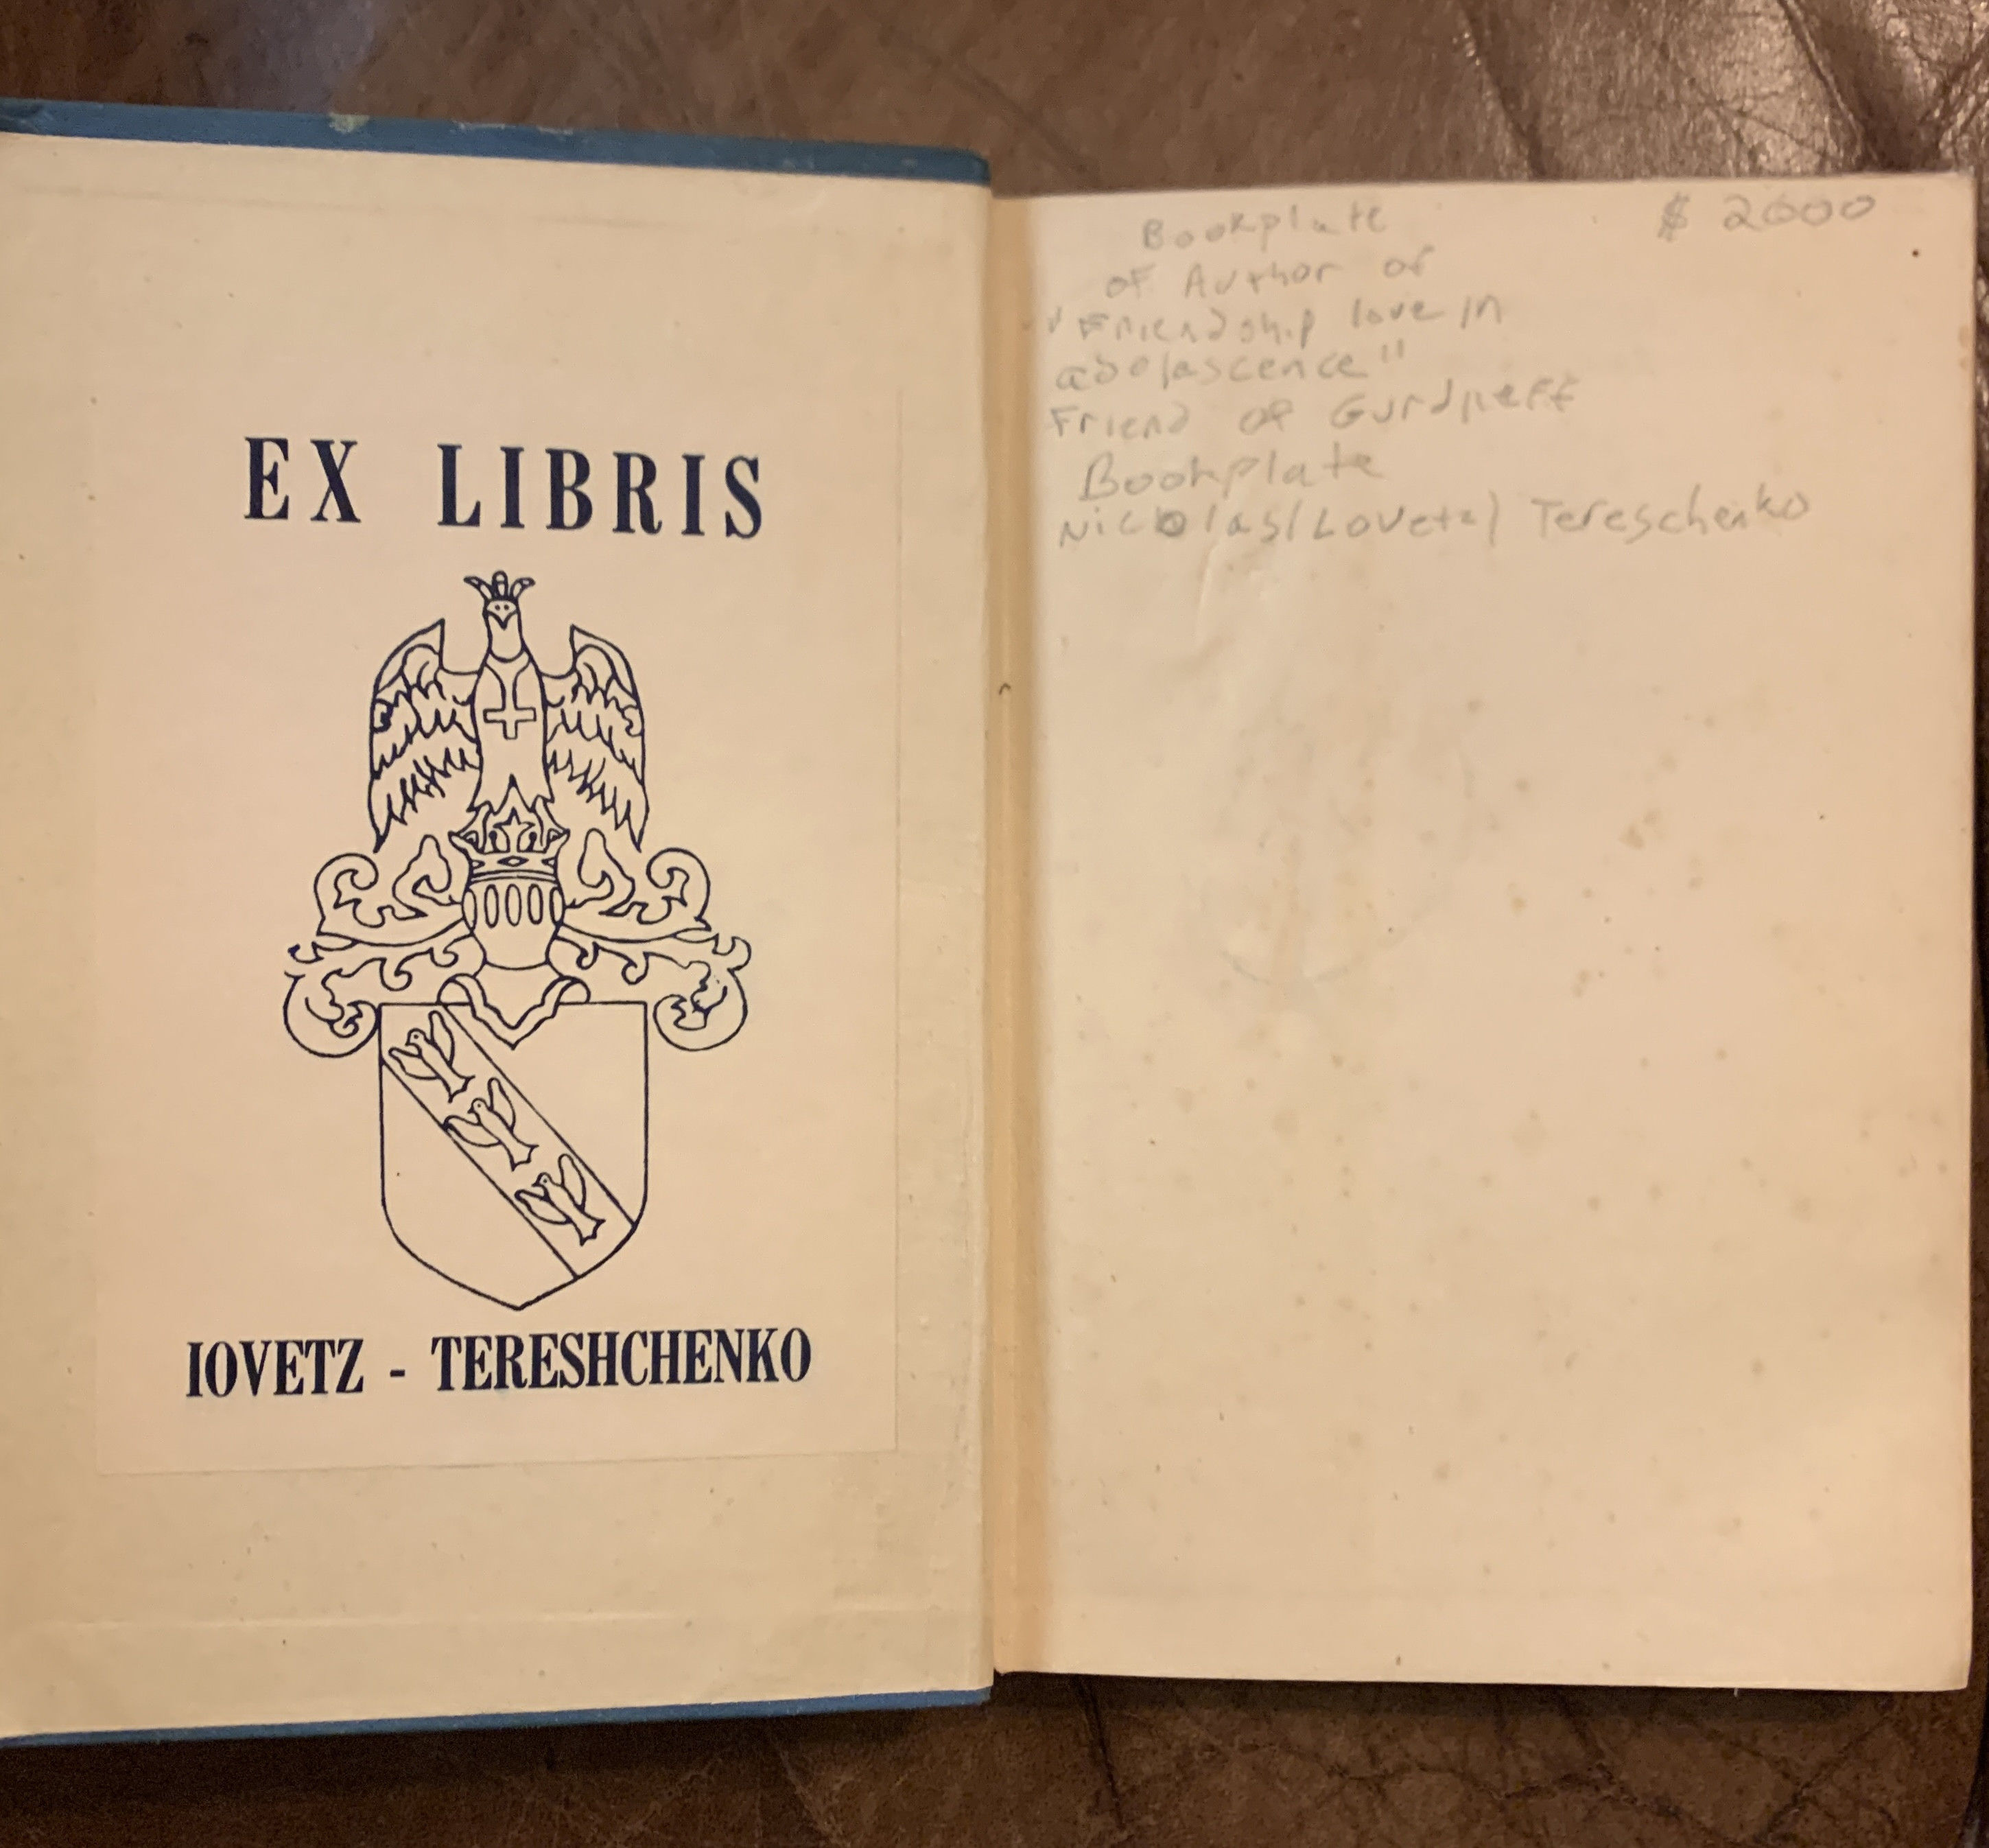 EX LIBRIS
IOVETZ - TERESHCHENKO
$ 2000
Bookplate
of Author of
"Friendship love in
adolascence"
Friend of Gurdjieff
Bookplate
Nicolas (Lovetz) Tereschenko